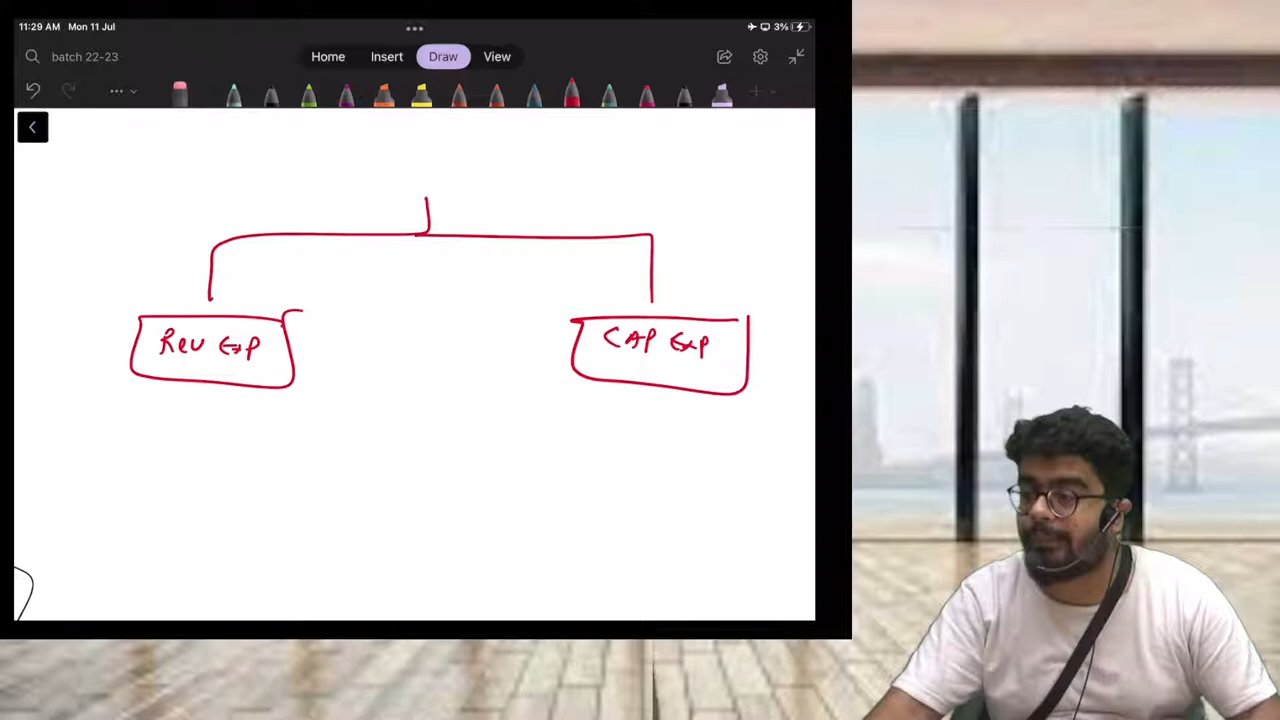 11:29 AM Mon 11 Jul
3%
batch 22-23
Home Insert Draw View
Rev Exp
CAP Exp